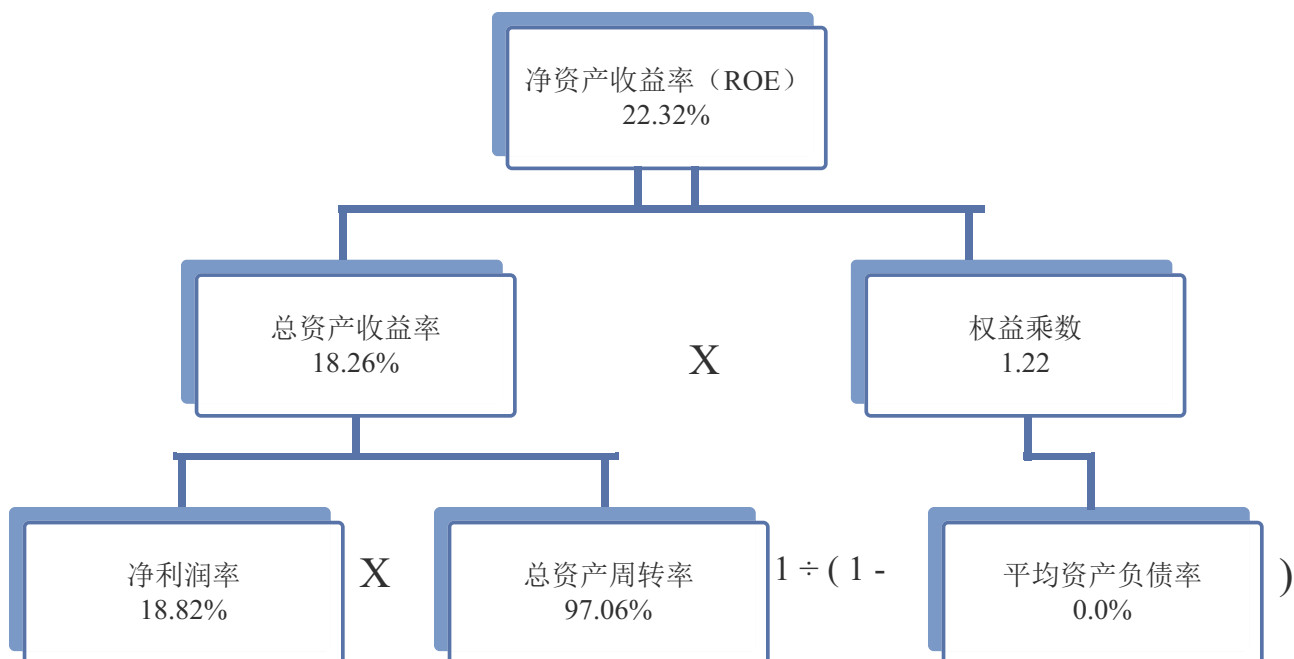 净资产收益率（ROE）
22.32%
总资产收益率
18.26%
X
权益乘数
1.22
净利润率
18.82%
X
总资产周转率
97.06%
1 ÷ ( 1 -
平均资产负债率
0.0%
)